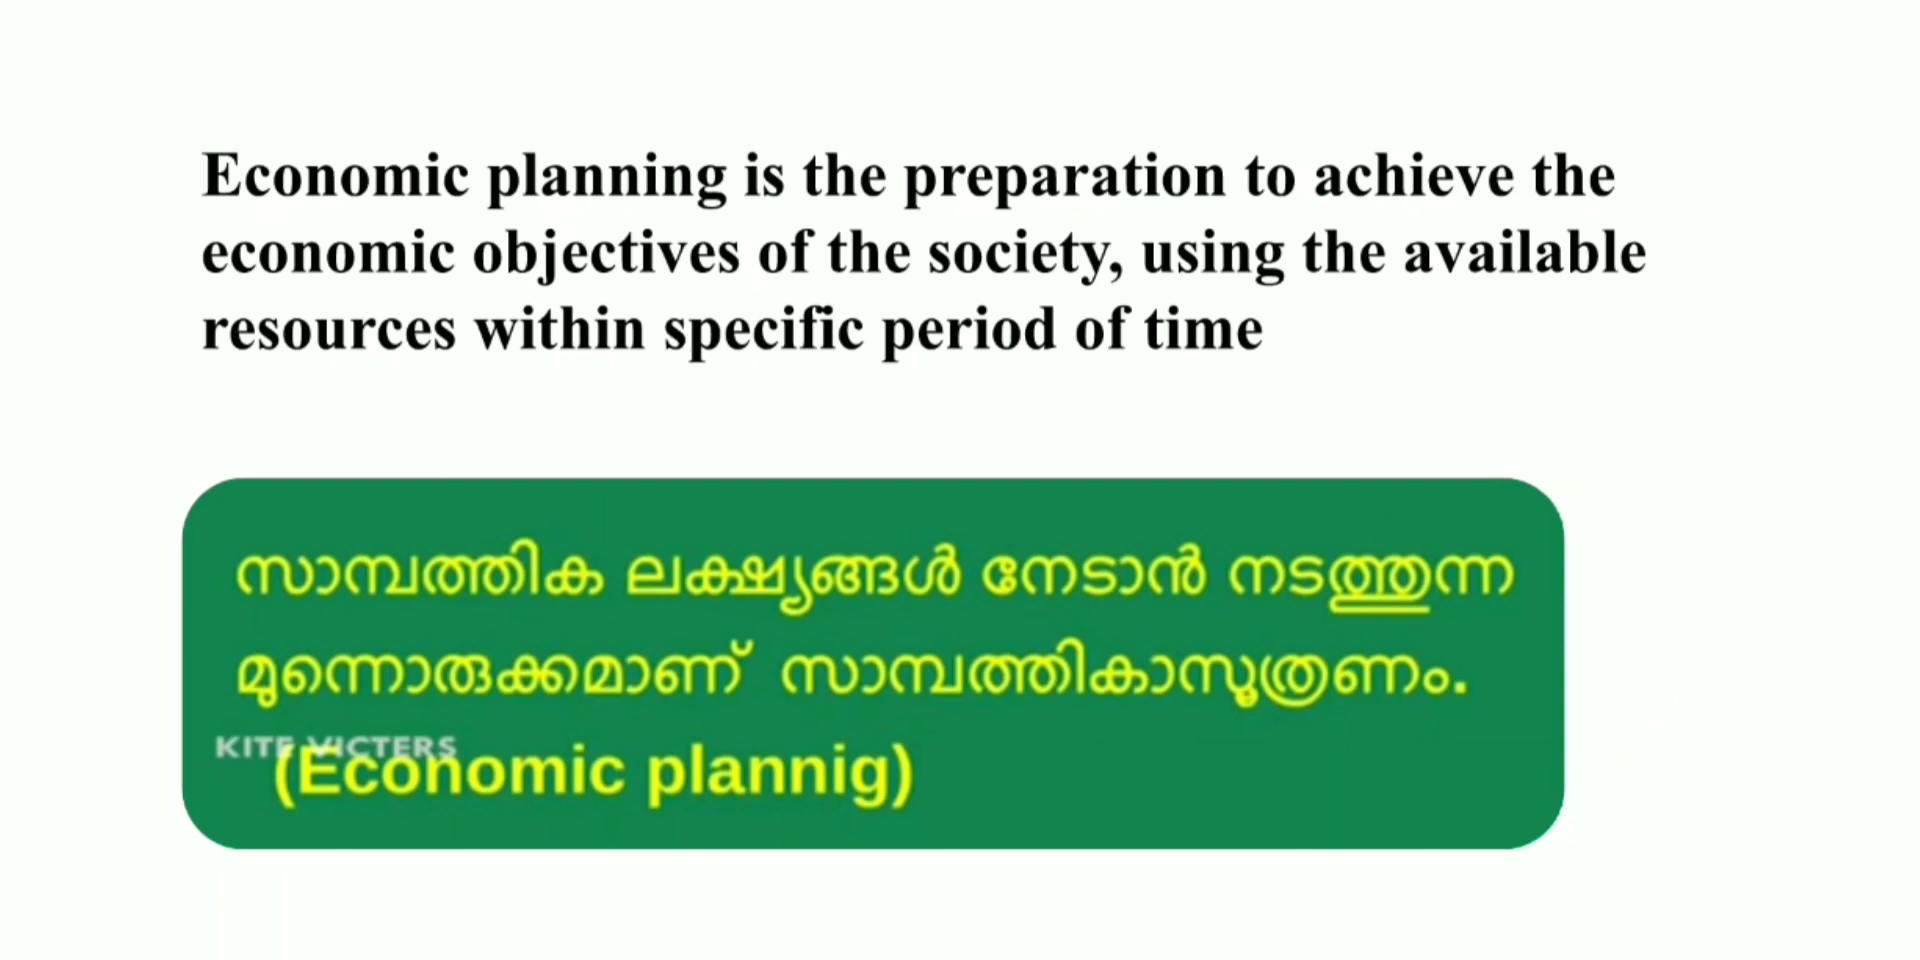 Economic planning is the preparation to achieve the
economic objectives of the society, using the available
resources within specific period of time
സാമ്പത്തിക ലക്ഷ്യങ്ങൾ നേടാൻ നടത്തുന്ന
മുന്നൊരുക്കമാണ് സാമ്പത്തികാസൂത്രണം.
KITE VICTERS
(Economic plannig)